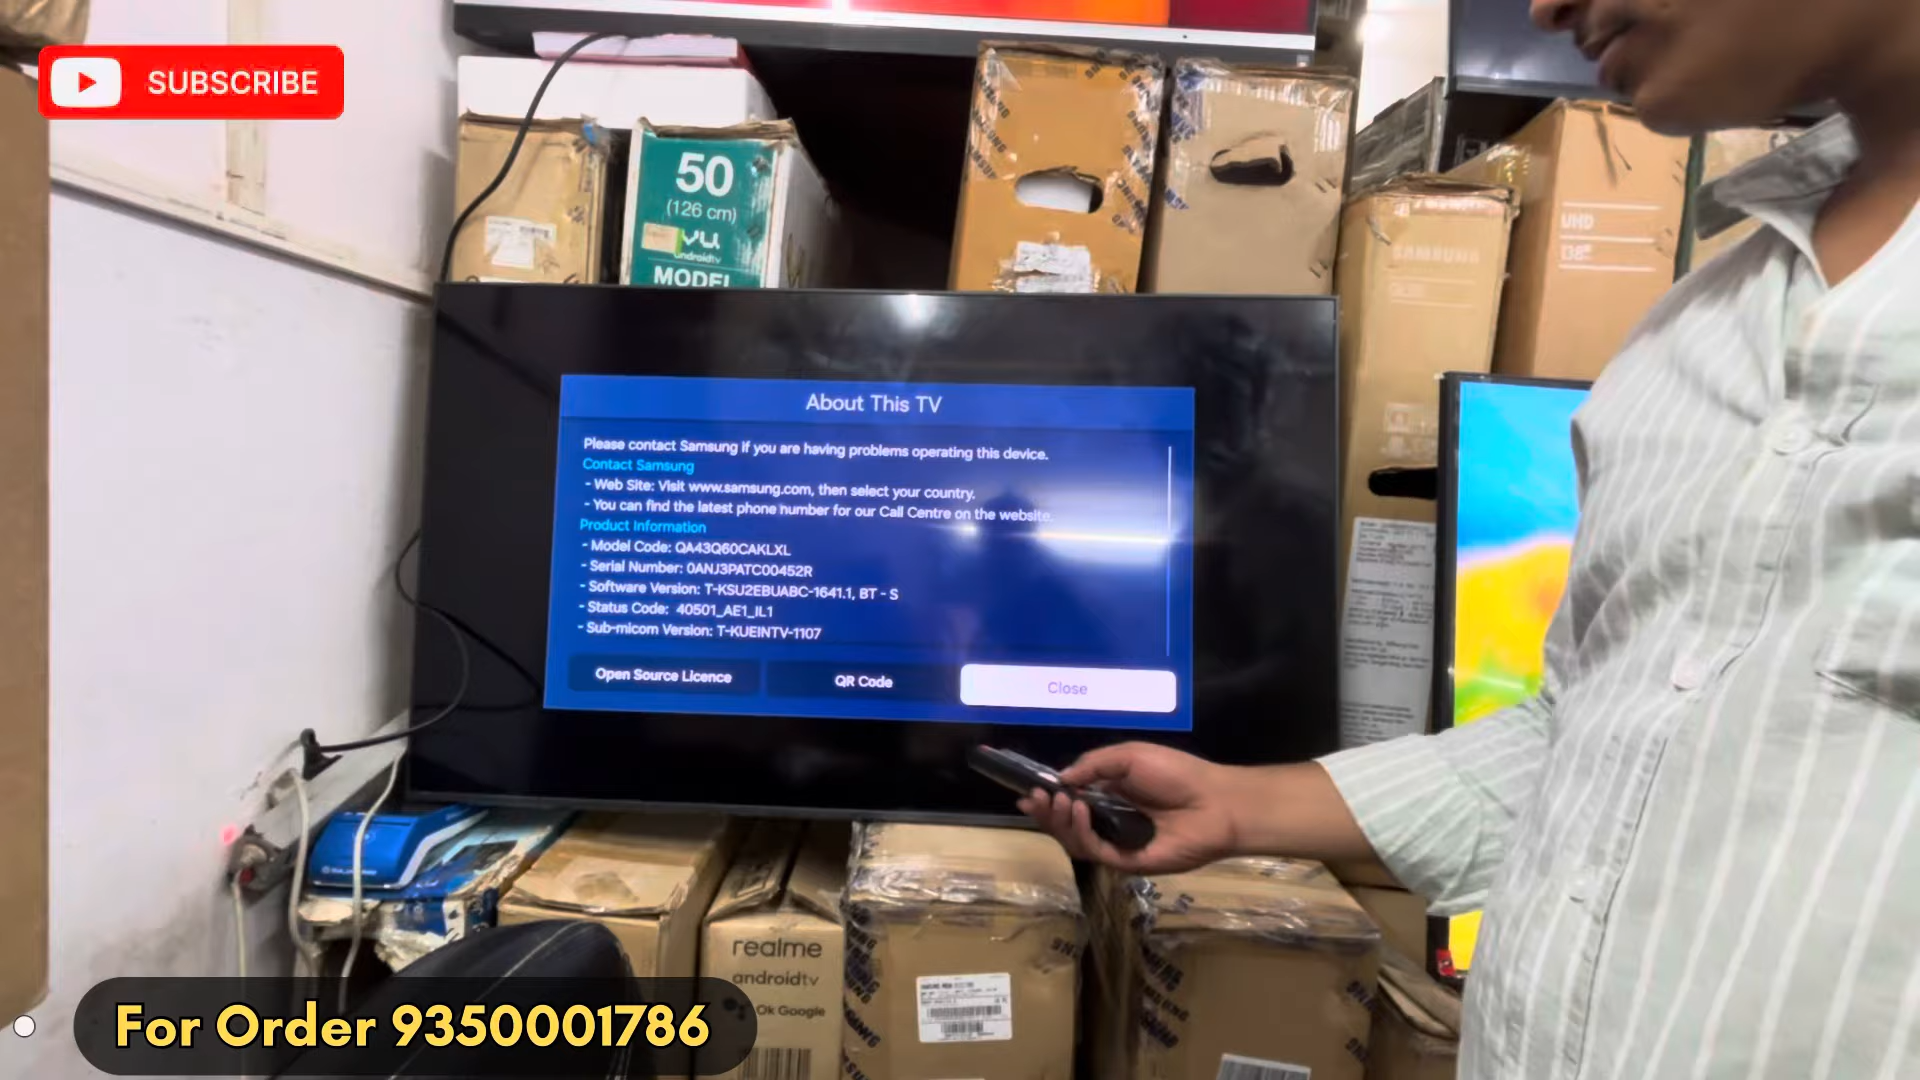 SUBSCRIBE
50
(126 cm)
vu
androidtv
MODEL
SAMSUNG
UHD
138
About This TV
Please contact Samsung if you are having problems operating this device.
Contact Samsung
- Web Site: Visit www.samsung.com, then select your country.
- You can find the latest phone number for our Call Centre on the website.
Product Information
- Model Code: QA43Q60CAKLXL
- Serial Number: 0ANJ3PATC00452R
- Software Version: T-KSU2EBUABC-1641.1, BT - S
- Status Code: 40501_AE1_IL1
- Sub-micom Version: T-KUEINTV-1107
Open Source Licence
QR Code
Close
realme
androidtv
Ok Google
For Order 9350001786